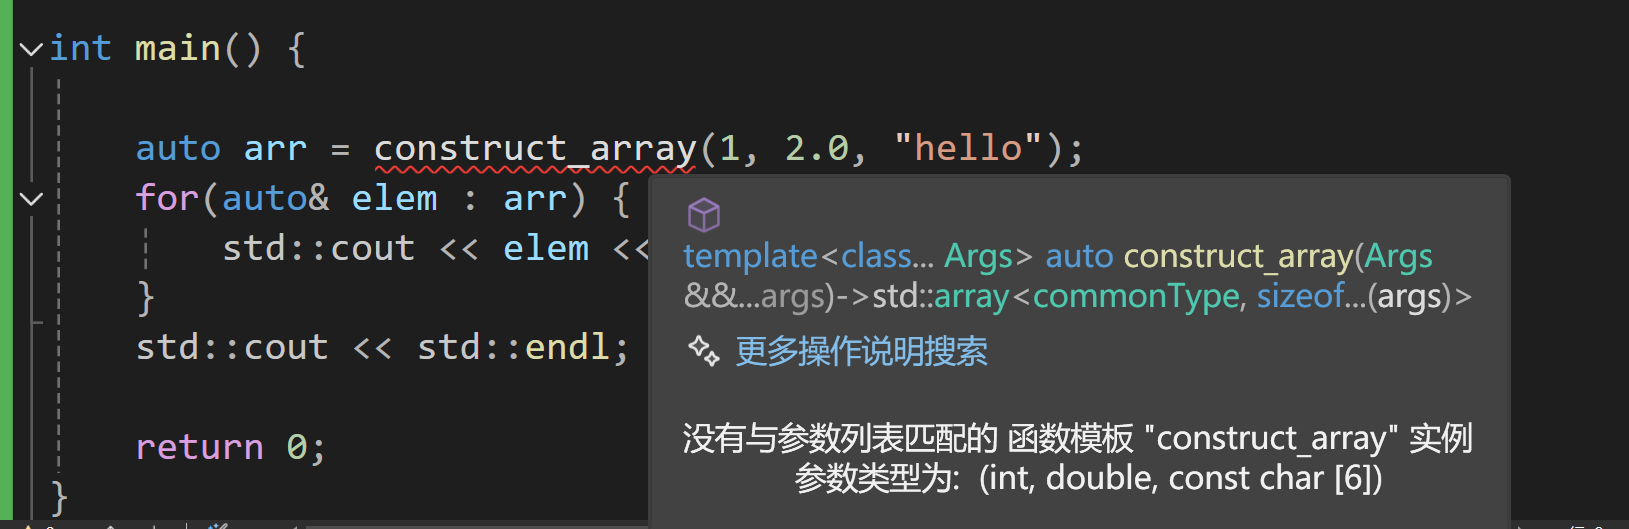 int main() {
auto arr = construct_array(1, 2.0, "hello");
for(auto& elem : arr) {
std::cout << elem <<
}
std::cout << std::endl;
return 0;
}
template<class... Args> auto construct_array(Args
&&...args)->std::array<commonType, sizeof...(args)>
更多操作说明搜索
没有与参数列表匹配的 函数模板 "construct_array" 实例
参数类型为: (int, double, const char [6])